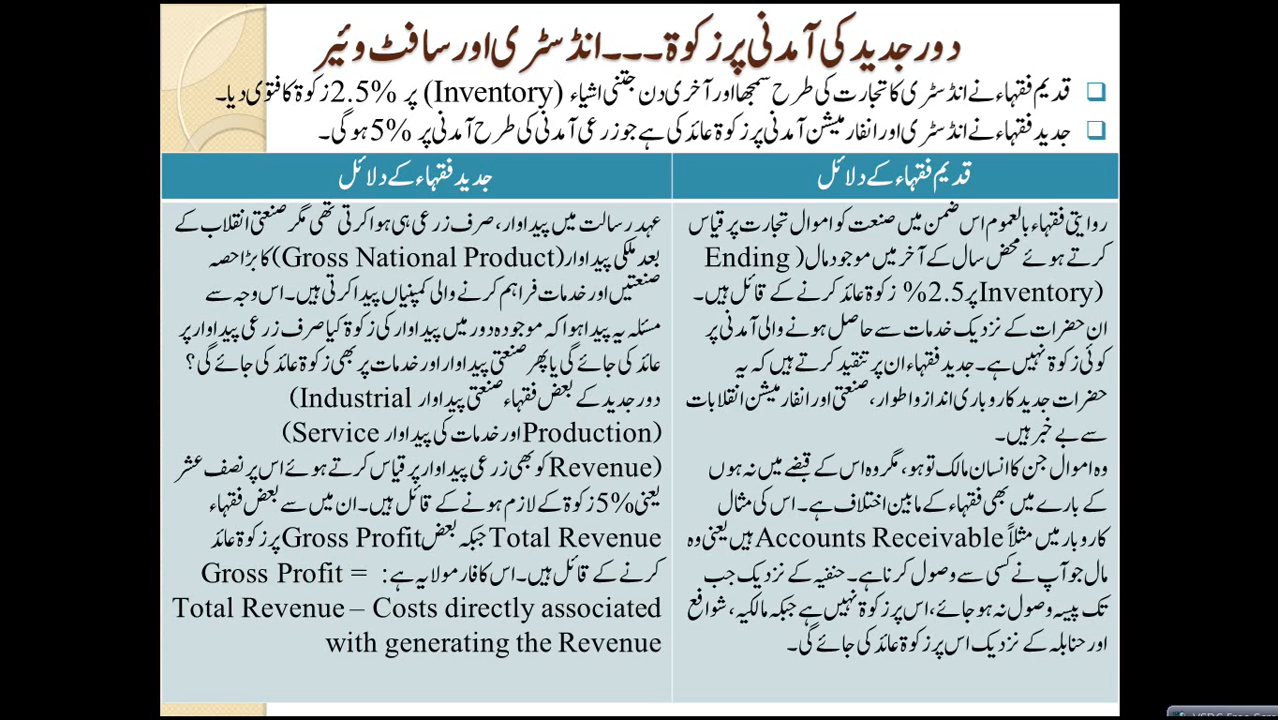 دور جدید کی آمدنی پر زکوۃ۔۔۔انڈسٹری اور سافٹ وئیر
قدیم فقہاء نے انڈسٹری کا تجارت کی طرح سمجھا اور آخری دن جتنی اشیاء (Inventory) پر %2.5 زکوۃ کا فتوی دیا۔
جدید فقہاء نے انڈسٹری اور انفارمیشن آمدنی پر زکوۃ عائد کی ہے جو زرعی آمدنی کی طرح آمدنی پر %5 ہو گی۔
قدیم فقہاء کے دلائل
روایتی فقہاء بالعموم اس ضمن میں صنعت کو اموال تجارت پر قیاس
کرتے ہوئے محض سال کے آخر میں موجود مال (Ending
Inventory) پر2.5% زکوۃ عائد کرنے کے قائل ہیں۔
ان حضرات کے نزدیک خدمات سے حاصل ہونے والی آمدنی پر
کوئی زکوۃ نہیں ہے۔ جدید فقہاء ان پر تنقید کرتے ہیں کہ یہ
حضرات جدید کاروباری انداز و اطوار، صنعتی اور انفارمیشن انقلابات
سے بے خبر ہیں۔
وہ اموال جن کا انسان مالک تو ہو، مگر وہ اس کے قبضے میں نہ ہوں
کے بارے میں بھی فقہاء کے مابین اختلاف ہے۔ اس کی مثال
کاروبار میں مثلاً Accounts Receivable ہیں یعنی وہ
مال جو آپ نے کسی سے وصول کرنا ہے۔ حنفیہ کے نزدیک جب
تک پیسہ وصول نہ ہو جائے، اس پر زکوۃ نہیں ہے جبکہ مالکیہ، شوافع
اور حنابلہ کے نزدیک اس پر زکوۃ عائد کی جائے گی۔
جدید فقہاء کے دلائل
عہد رسالت میں پیداوار، صرف زرعی ہی ہوا کرتی تھی مگر صنعتی انقلاب کے
بعد ملکی پیداوار (Gross National Product) کا بڑا حصہ
صنعتیں اور خدمات فراہم کرنے والی کمپنیاں پیدا کرتی ہیں۔ اس وجہ سے
مسئلہ یہ پیدا ہوا کہ موجودہ دور میں پیداوار کی زکوۃ کیا صرف زرعی پیداوار پر
عائد کی جائے گی یا پھر صنعتی پیداوار اور خدمات پر بھی زکوۃ عائد کی جائے گی؟
دور جدید کے بعض فقہاء صنعتی پیداوار (Industrial
Production) اور خدمات کی پیداوار (Service
Revenue) کو بھی زرعی پیداوار پر قیاس کرتے ہوئے اس پر نصف عشر
یعنی 5% زکوۃ کے لازم ہونے کے قائل ہیں۔ ان میں سے بعض فقہاء
Total Revenue جبکہ بعض Gross Profit پر زکوۃ عائد
کرنے کے قائل ہیں۔ اس کا فارمولا یہ ہے: Gross Profit =
Total Revenue – Costs directly associated
with generating the Revenue